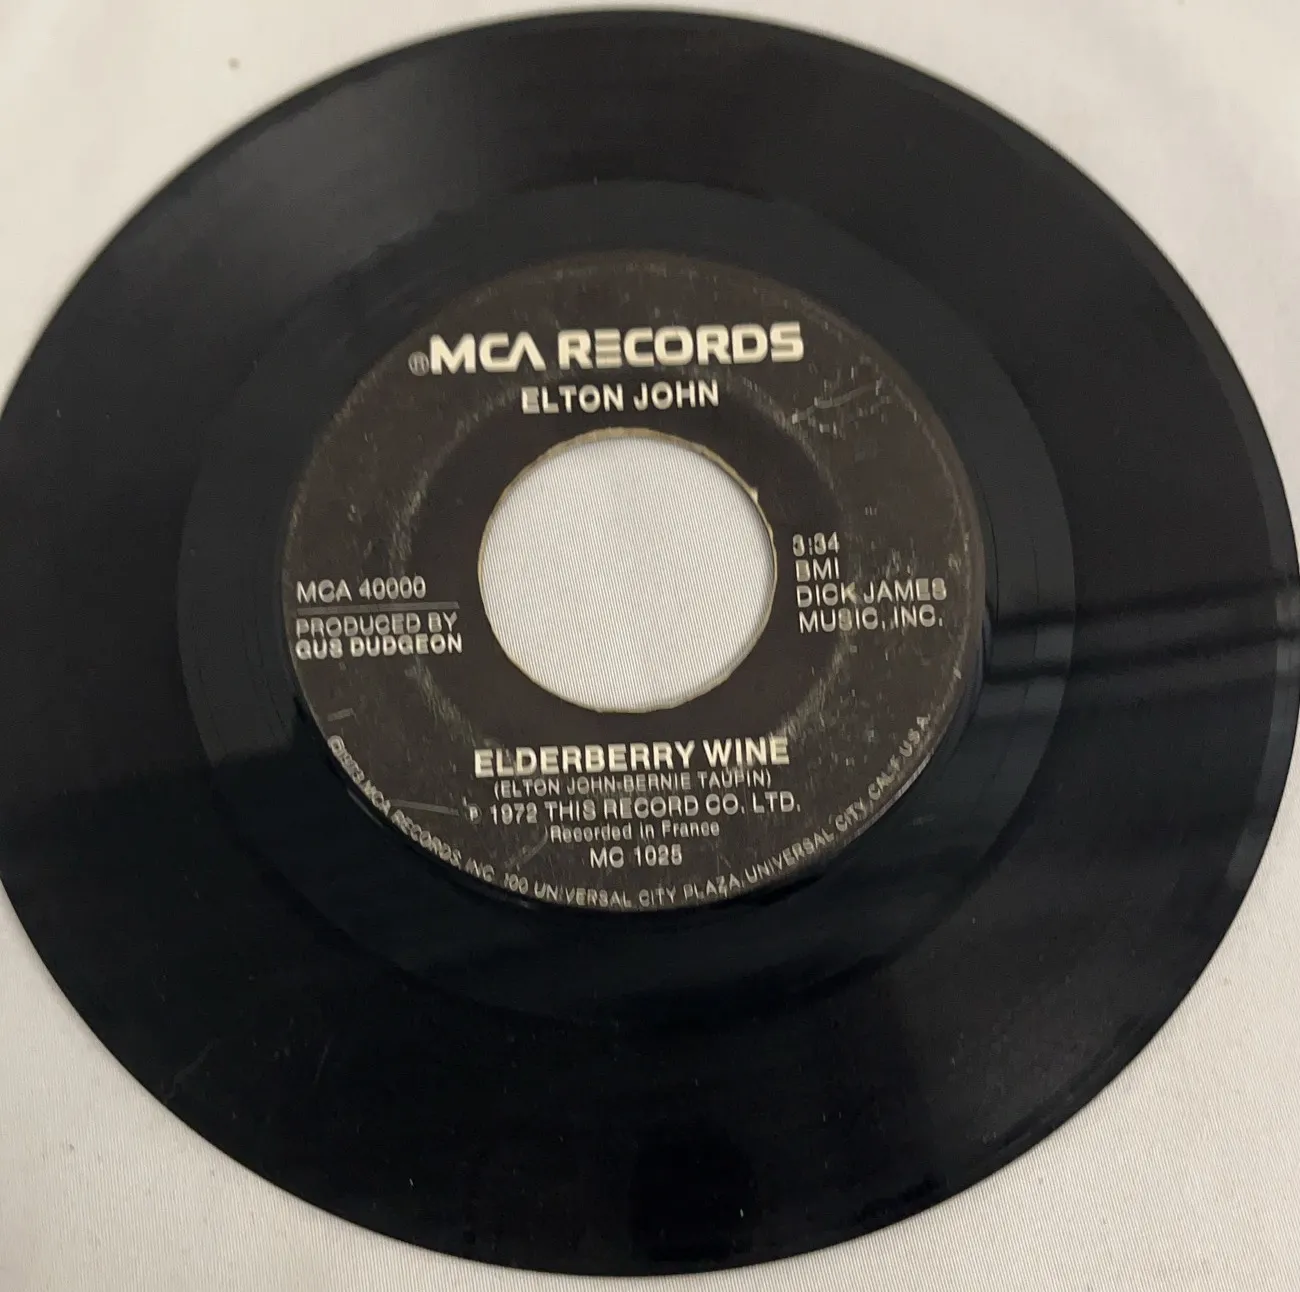 ®MCA RECORDS
ELTON JOHN
MCA 40000
PRODUCED BY
GUS DUDGEON
3:34
BMI
DICK JAMES
MUSIC, INC.
ELDERBERRY WINE
(ELTON JOHN-BERNIE TAUPIN)
℗ 1972 THIS RECORD CO. LTD.
Recorded in France
MC 1025
MCA RECORDS, INC. 100 UNIVERSAL CITY PLAZA, UNIVERSAL CITY, CALIF. U.S.A.